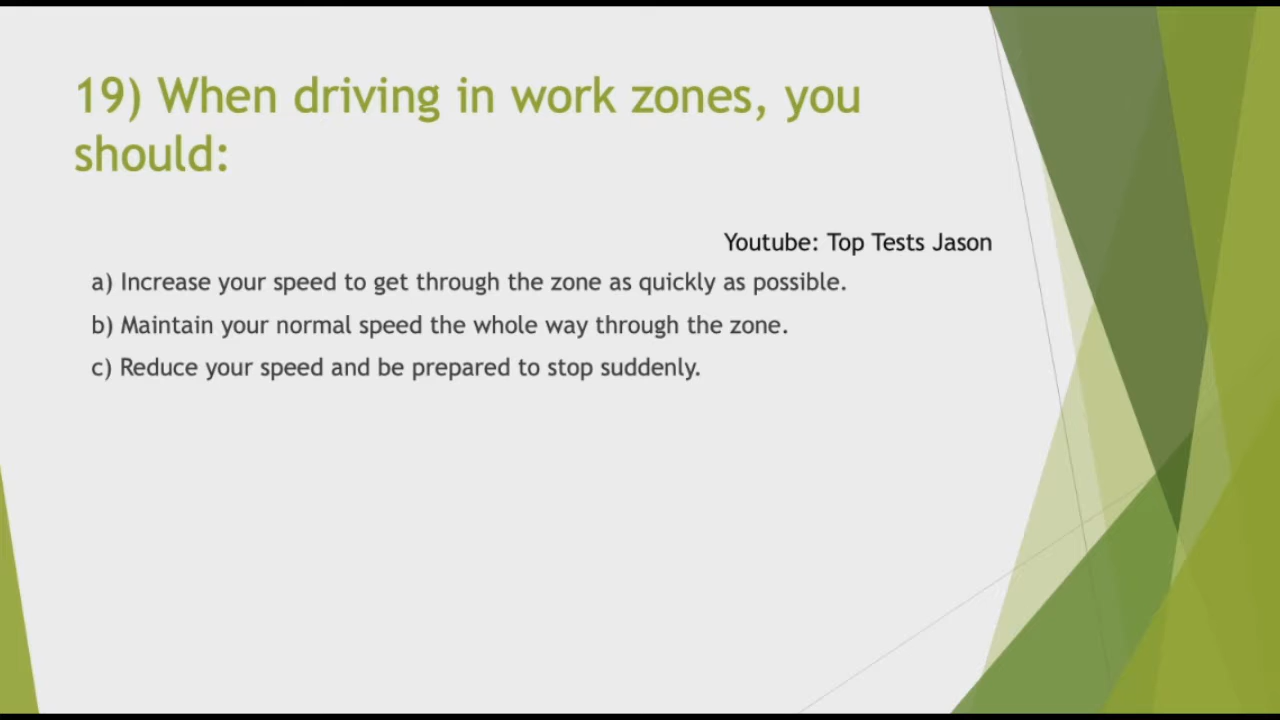 19) When driving in work zones, you
should:
Youtube: Top Tests Jason
a) Increase your speed to get through the zone as quickly as possible.
b) Maintain your normal speed the whole way through the zone.
c) Reduce your speed and be prepared to stop suddenly.